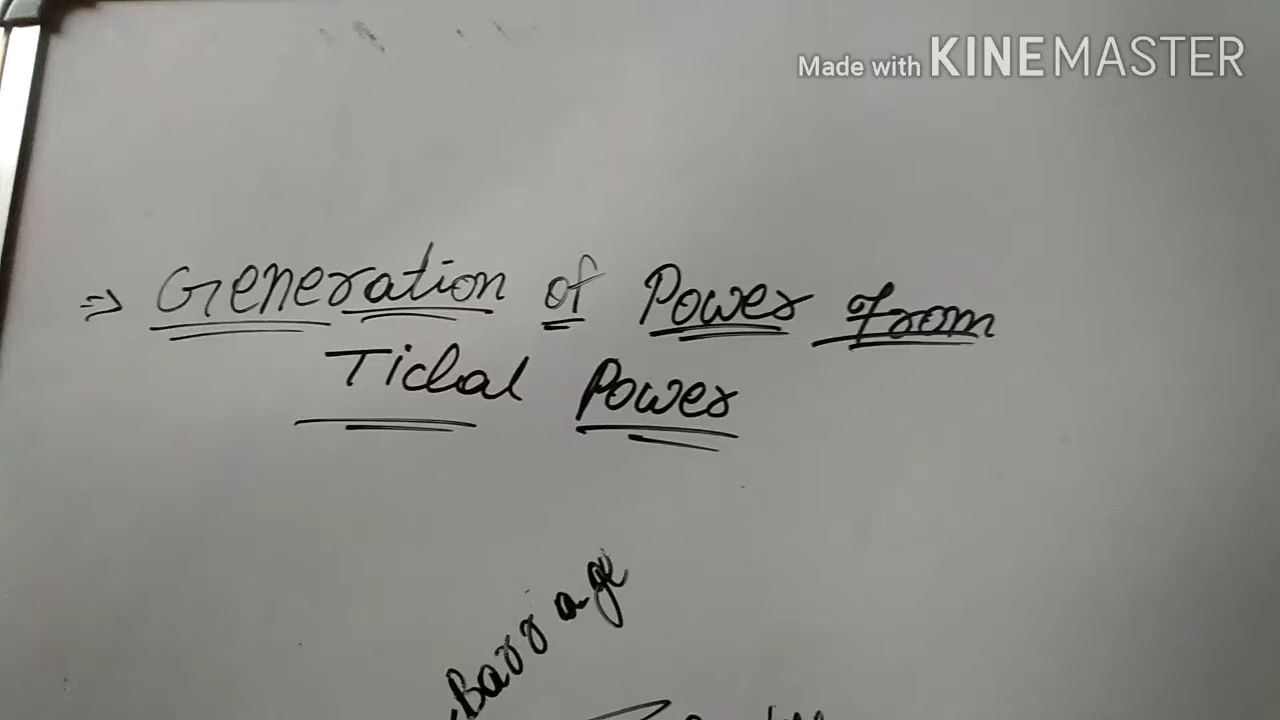 Made with KINEMASTER
⇒ Generation of Power from
Tidal Power
Barrage